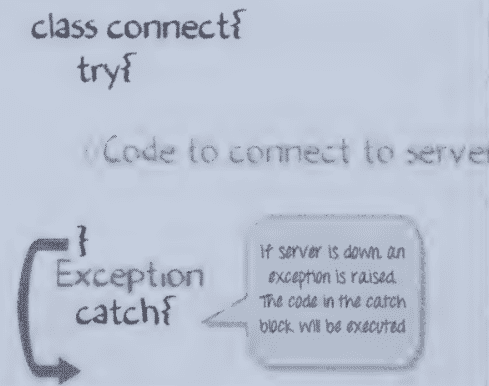 class connect{
try{
//Code to connect to server
}
Exception
catch{
If server is down an
exception is raised
The code in the catch
block will be executed